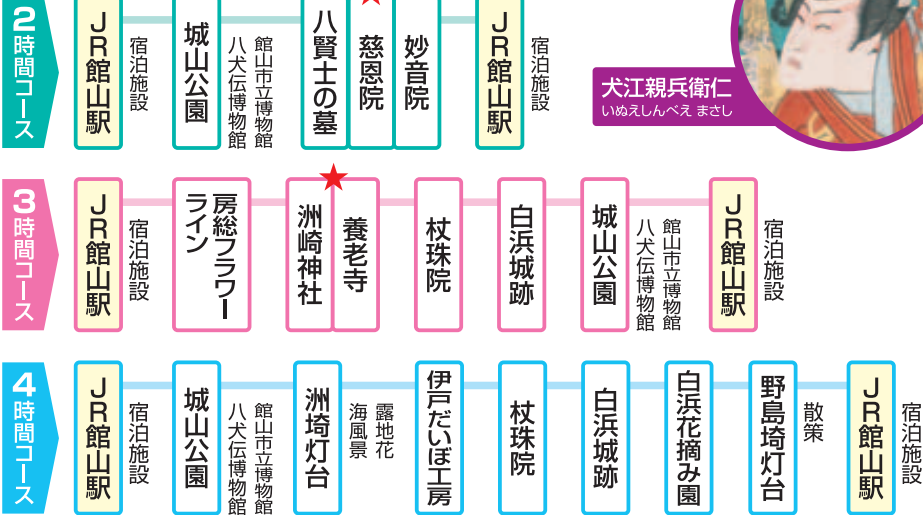 2時間コース
JR館山駅
宿泊施設
城山公園
館山市立博物館
八犬伝博物館
八賢士の墓
慈恩院
妙音院
JR館山駅
宿泊施設
犬江親兵衛仁
いぬえしんべえ まさし
3時間コース
JR館山駅
宿泊施設
房総フラワー
ライン
洲崎神社
養老寺
杖珠院
白浜城跡
城山公園
館山市立博物館
八犬伝博物館
JR館山駅
宿泊施設
4時間コース
JR館山駅
宿泊施設
城山公園
館山市立博物館
八犬伝博物館
洲埼灯台
露地花
海風景
伊戸だいぼ工房
杖珠院
白浜城跡
白浜花摘み園
野島埼灯台
散策
JR館山駅
宿泊施設